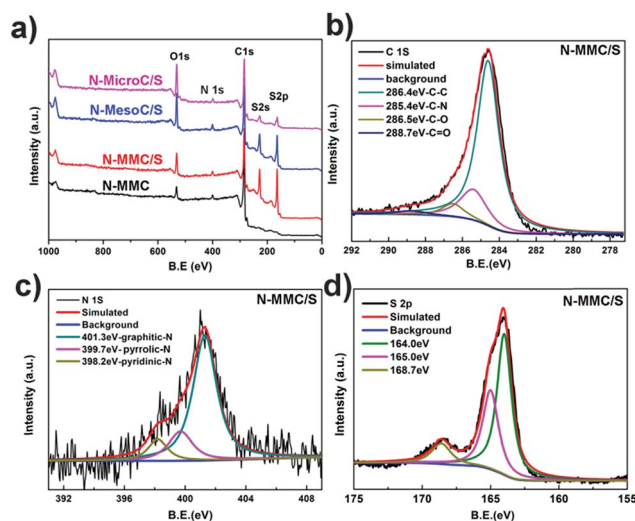 a)
O1s
C1s
N-MicroC/S
N 1s
S2s
S2p
N-MesoC/S
N-MMC/S
N-MMC
Intensity (a.u.)
1000
800
600
400
200
0
B.E (eV)
b)
C 1S
N-MMC/S
simulated
background
286.4eV-C-C
285.4eV-C-N
286.5eV-C-O
288.7eV-C=O
Intensity (a.u.)
292
290
288
286
284
282
280
278
B.E.(eV)
c)
N 1S
N-MMC/S
Simulated
Background
401.3eV-graphitic-N
399.7eV- pyrrolic-N
398.2eV-pyridinic-N
Intensity (a.u.)
392
396
400
404
408
B.E.(eV)
d)
S 2p
N-MMC/S
Simulated
Background
164.0eV
165.0eV
168.7eV
Intensity (a.u.)
175
170
165
160
155
B.E.(eV)